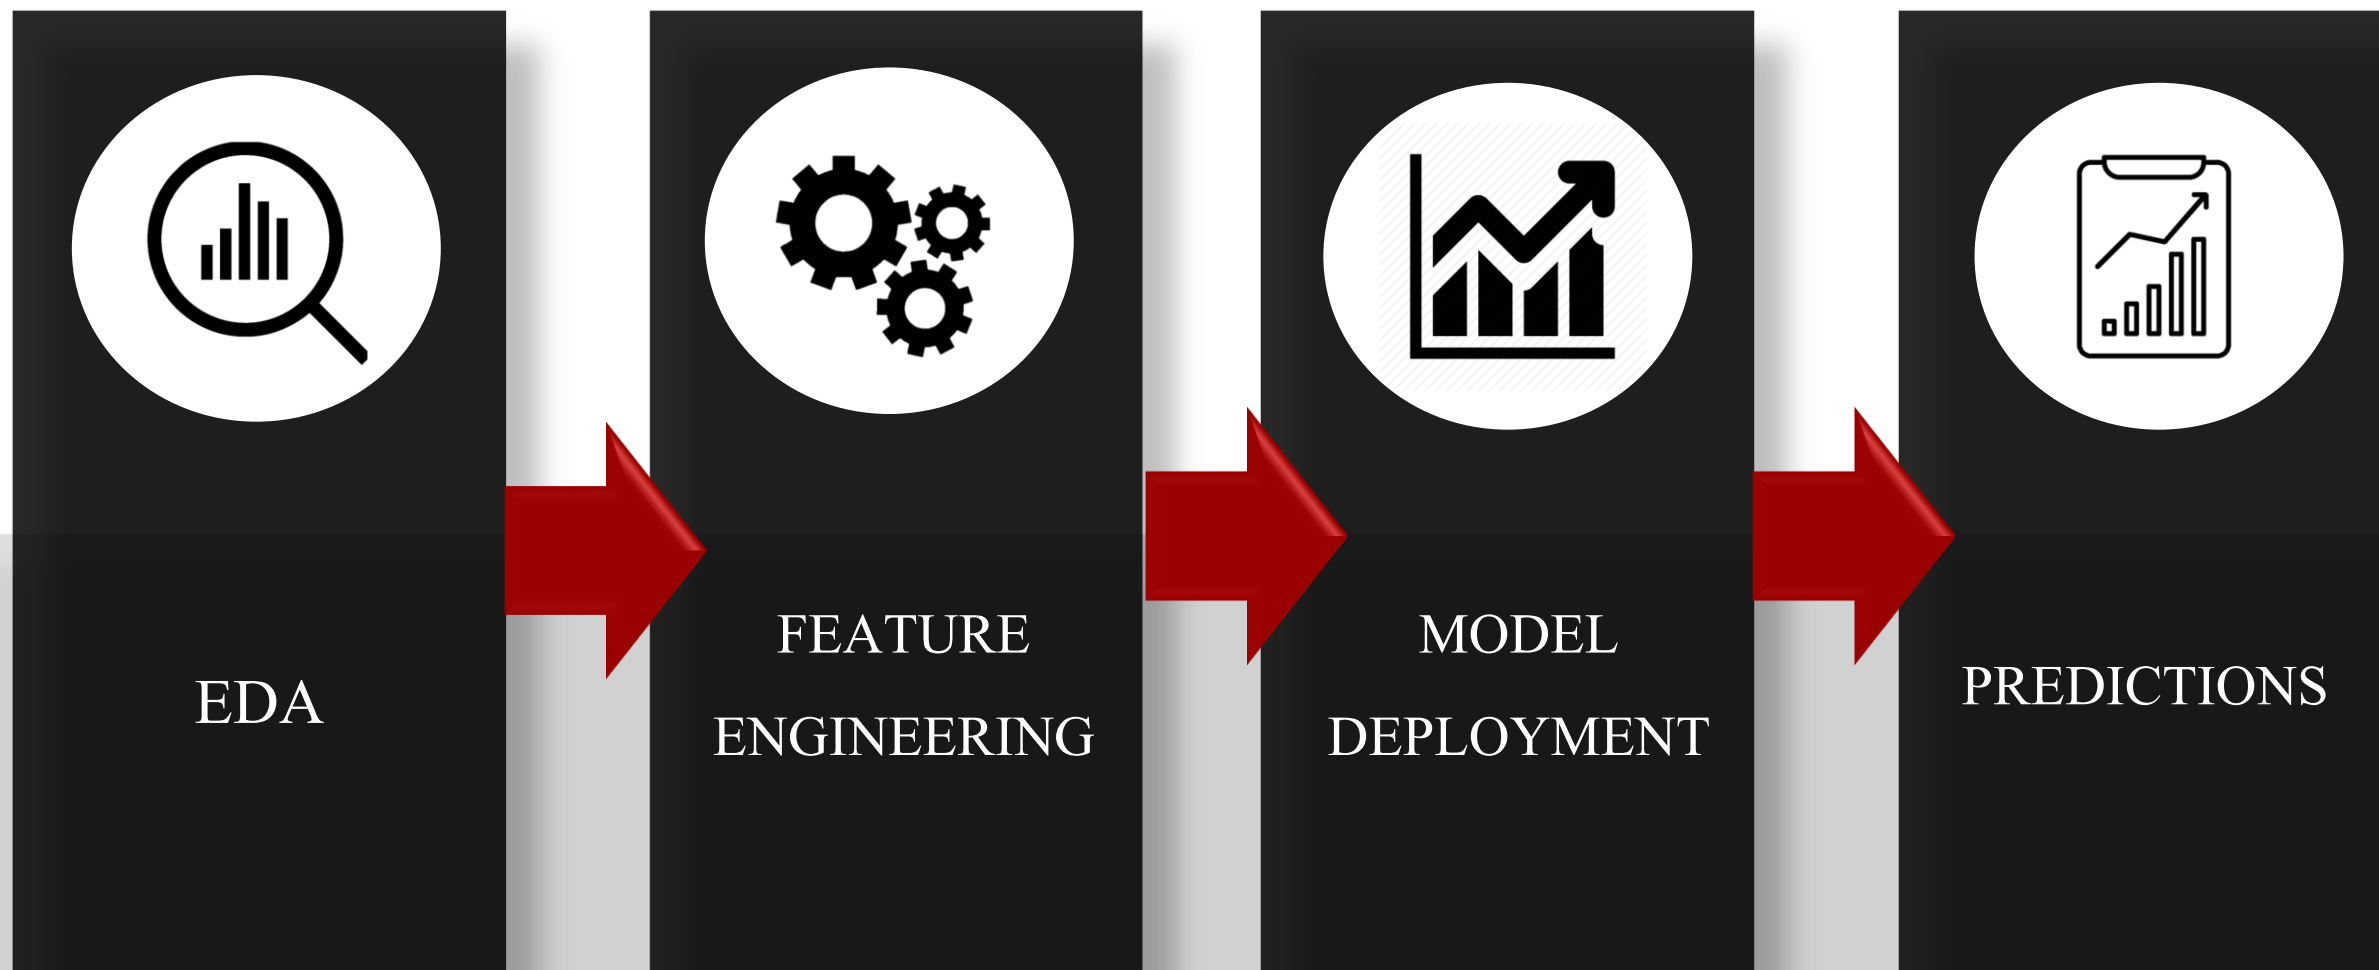 EDA
FEATURE
ENGINEERING
MODEL
DEPLOYMENT
PREDICTIONS